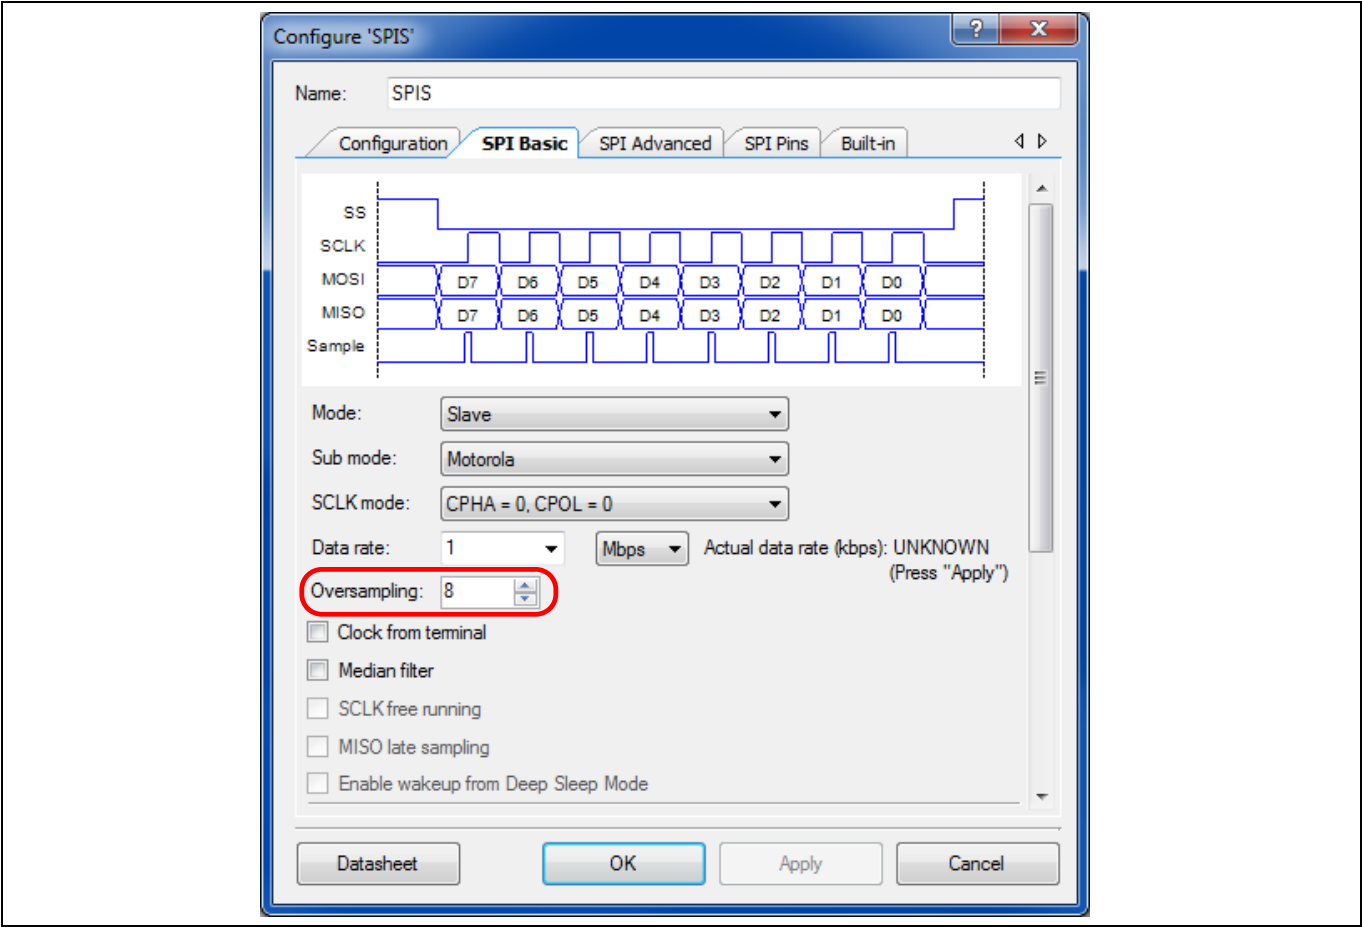 Configure 'SPIS'
?
X
Name: SPIS
Configuration SPI Basic SPI Advanced SPI Pins Built-in
SS
SCLK
MOSI D7 D6 D5 D4 D3 D2 D1 D0
MISO D7 D6 D5 D4 D3 D2 D1 D0
Sample
Mode: Slave
Sub mode: Motorola
SCLK mode: CPHA = 0, CPOL = 0
Data rate: 1 Mbps Actual data rate (kbps): UNKNOWN
(Press "Apply")
Oversampling: 8
Clock from terminal
Median filter
SCLK free running
MISO late sampling
Enable wakeup from Deep Sleep Mode
Datasheet OK Apply Cancel